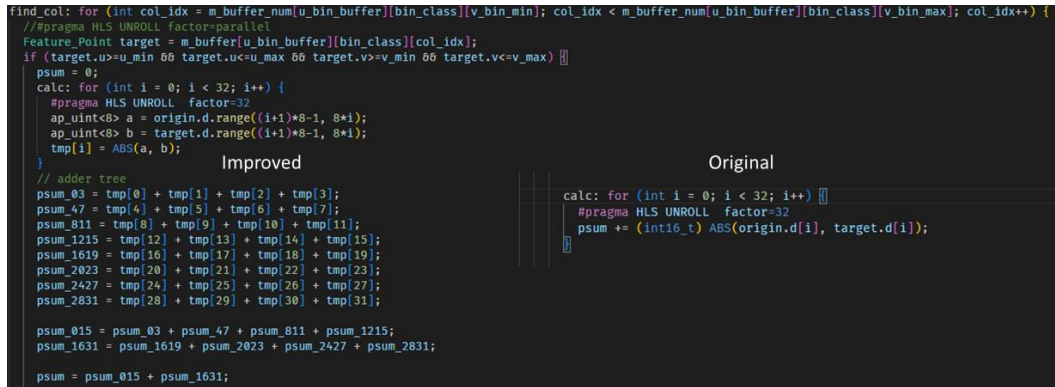 find_col: for (int col_idx = m_buffer_num[u_bin_buffer][bin_class][v_bin_min]; col_idx < m_buffer_num[u_bin_buffer][bin_class][v_bin_max]; col_idx++) {
//#pragma HLS UNROLL factor=parallel
Feature_Point target = m_buffer[u_bin_buffer][bin_class][col_idx];
if (target.u>=u_min && target.u<=u_max && target.v>=v_min && target.v<=v_max) {
psum = 0;
calc: for (int i = 0; i < 32; i++) {
#pragma HLS UNROLL factor=32
ap_uint<8> a = origin.d.range((i+1)*8-1, 8*i);
ap_uint<8> b = target.d.range((i+1)*8-1, 8*i);
tmp[i] = ABS(a, b);
}
Improved
// adder tree
psum_03 = tmp[0] + tmp[1] + tmp[2] + tmp[3];
psum_47 = tmp[4] + tmp[5] + tmp[6] + tmp[7];
psum_811 = tmp[8] + tmp[9] + tmp[10] + tmp[11];
psum_1215 = tmp[12] + tmp[13] + tmp[14] + tmp[15];
psum_1619 = tmp[16] + tmp[17] + tmp[18] + tmp[19];
psum_2023 = tmp[20] + tmp[21] + tmp[22] + tmp[23];
psum_2427 = tmp[24] + tmp[25] + tmp[26] + tmp[27];
psum_2831 = tmp[28] + tmp[29] + tmp[30] + tmp[31];
psum_015 = psum_03 + psum_47 + psum_811 + psum_1215;
psum_1631 = psum_1619 + psum_2023 + psum_2427 + psum_2831;
psum = psum_015 + psum_1631;
Original
calc: for (int i = 0; i < 32; i++) {
#pragma HLS UNROLL factor=32
psum += (int16_t) ABS(origin.d[i], target.d[i]);
}